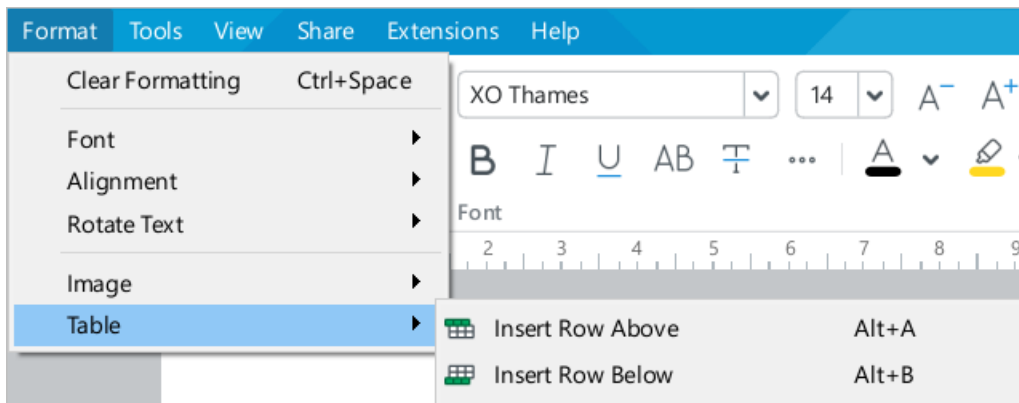 Format Tools View Share Extensions Help
Clear Formatting Ctrl+Space
XO Thames 14 A− A+
Font
Alignment
B I U AB T A
Rotate Text
Font
2 3 4 5 6 7 8 9
Image
Table
Insert Row Above Alt+A
Insert Row Below Alt+B